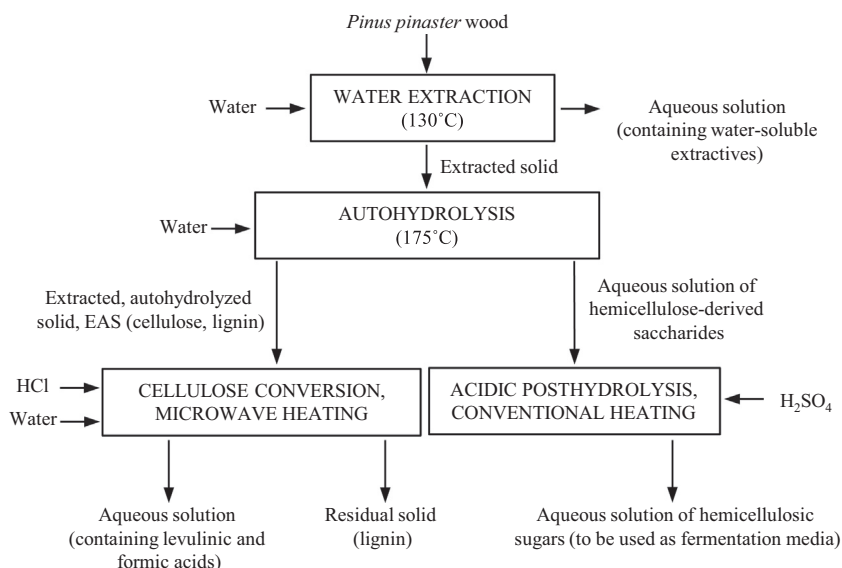 Pinus pinaster wood
Water
WATER EXTRACTION
(130˚C)
Aqueous solution
(containing water-soluble
extractives)
Extracted solid
Water
AUTOHYDROLYSIS
(175˚C)
Extracted, autohydrolyzed
solid, EAS (cellulose, lignin)
Aqueous solution of
hemicellulose-derived
saccharides
HCl
Water
CELLULOSE CONVERSION,
MICROWAVE HEATING
ACIDIC POSTHYDROLYSIS,
CONVENTIONAL HEATING
H₂SO₄
Aqueous solution
(containing levulinic and
formic acids)
Residual solid
(lignin)
Aqueous solution of hemicellulosic
sugars (to be used as fermentation media)